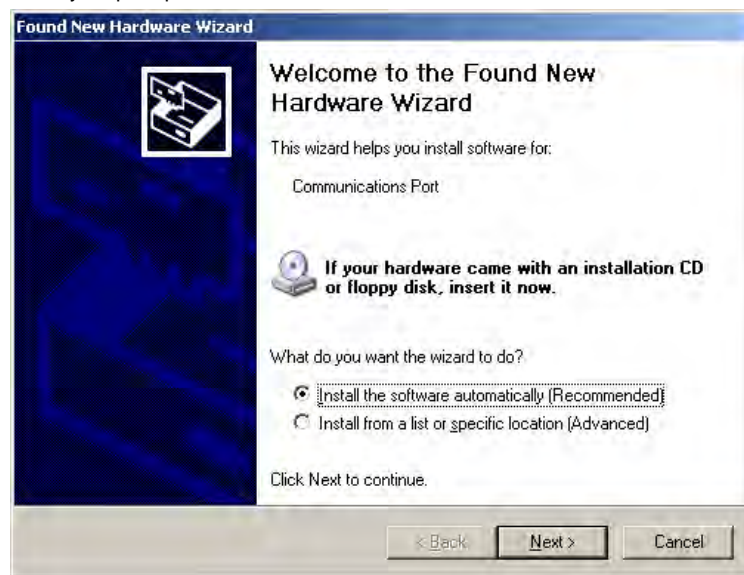 Found New Hardware Wizard
Welcome to the Found New
Hardware Wizard
This wizard helps you install software for:
Communications Port
If your hardware came with an installation CD
or floppy disk, insert it now.
What do you want the wizard to do?
Install the software automatically (Recommended)
Install from a list or specific location (Advanced)
Click Next to continue.
< Back Next > Cancel